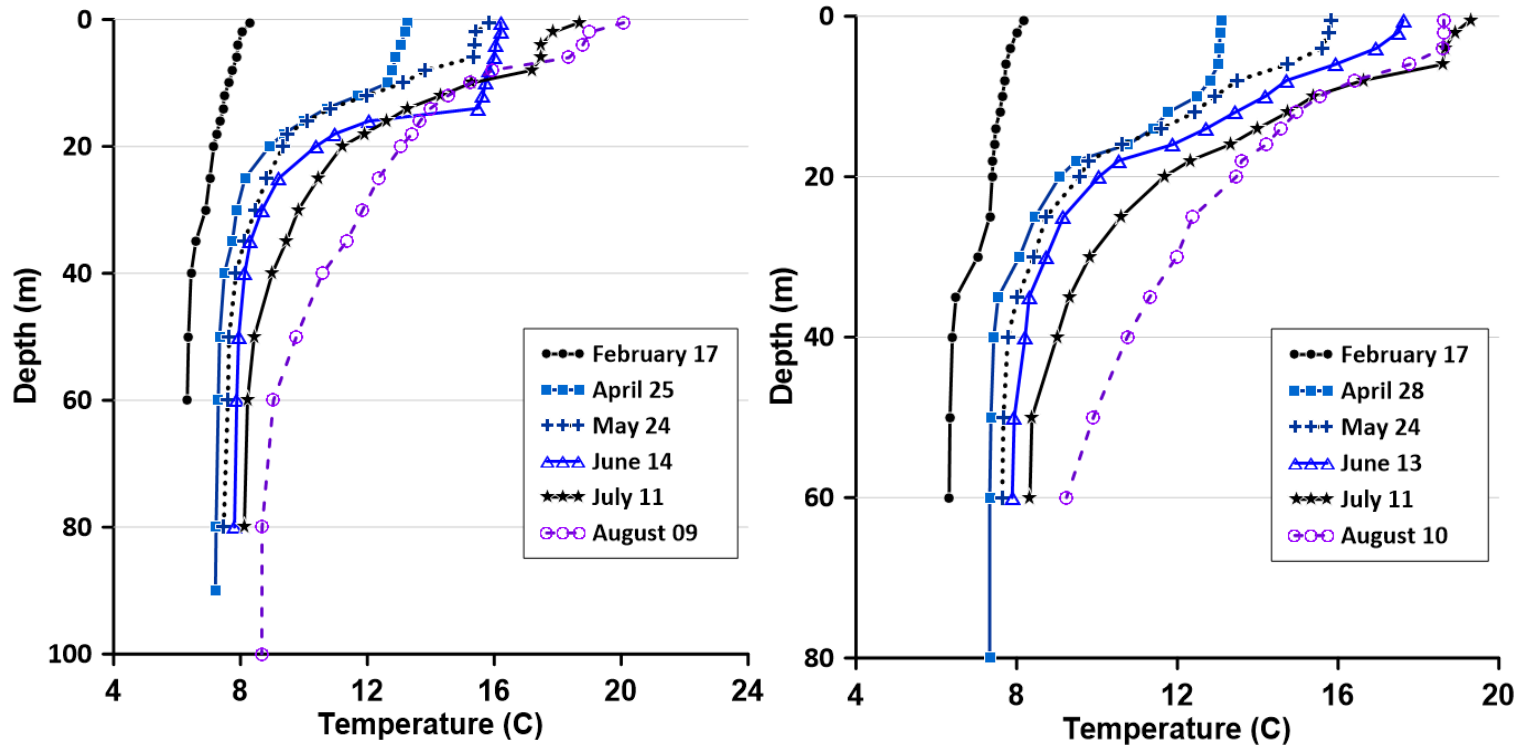 0
20
40
60
80
100
Depth (m)
4
8
12
16
20
24
Temperature (C)
February 17
April 25
May 24
June 14
July 11
August 09
0
20
40
60
80
Depth (m)
4
8
12
16
20
Temperature (C)
February 17
April 28
May 24
June 13
July 11
August 10